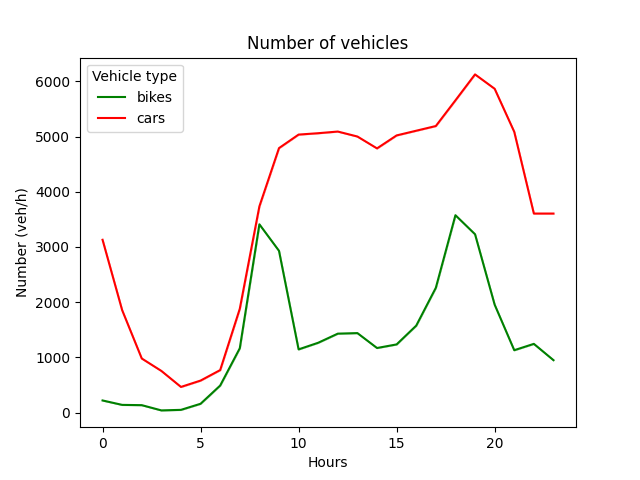 Number of vehicles
Vehicle type
bikes
cars
Number (veh/h)
6000
5000
4000
3000
2000
1000
0
0 5 10 15 20
Hours